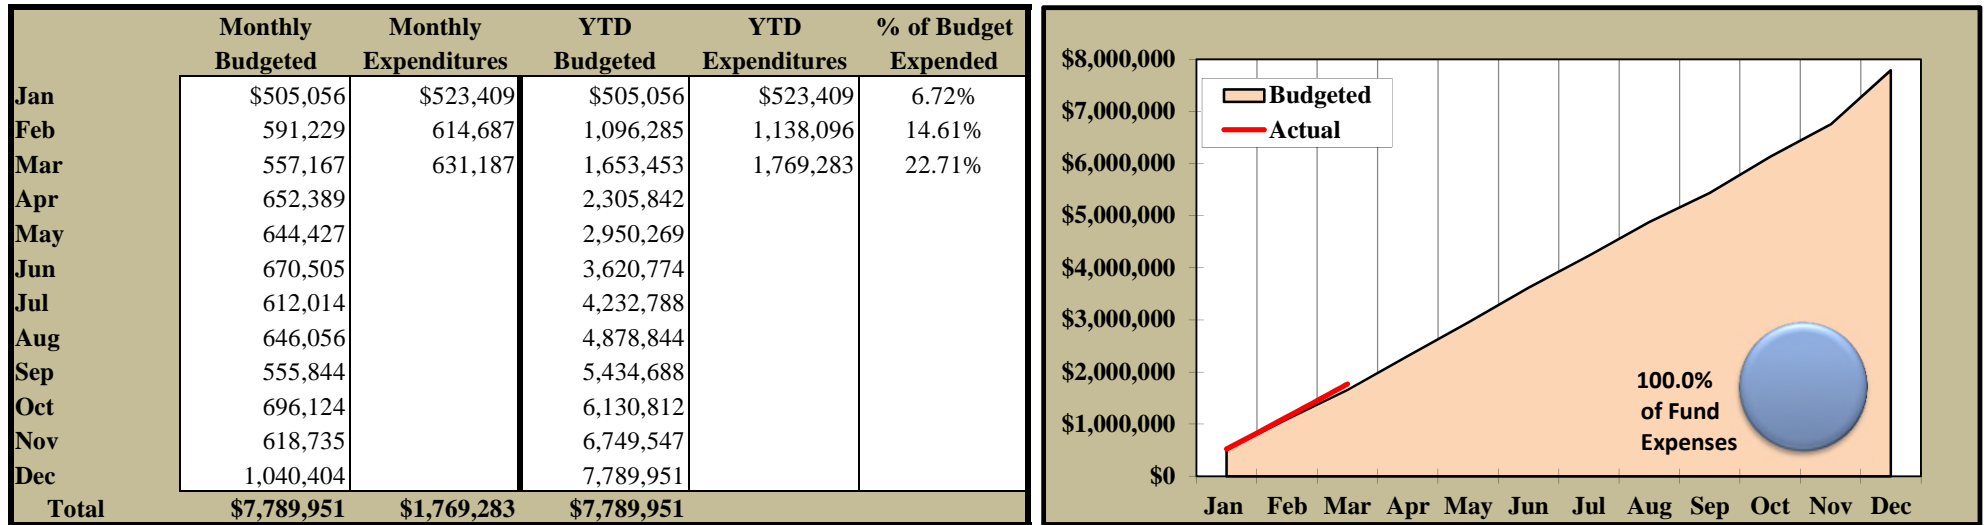 Monthly Monthly YTD YTD % of Budget
Budgeted Expenditures Budgeted Expenditures Expended
Jan $505,056 $523,409 $505,056 $523,409 6.72%
Feb 591,229 614,687 1,096,285 1,138,096 14.61%
Mar 557,167 631,187 1,653,453 1,769,283 22.71%
Apr 652,389 2,305,842
May 644,427 2,950,269
Jun 670,505 3,620,774
Jul 612,014 4,232,788
Aug 646,056 4,878,844
Sep 555,844 5,434,688
Oct 696,124 6,130,812
Nov 618,735 6,749,547
Dec 1,040,404 7,789,951
Total $7,789,951 $1,769,283 $7,789,951
$8,000,000
$7,000,000
$6,000,000
$5,000,000
$4,000,000
$3,000,000
$2,000,000
$1,000,000
$0
Budgeted
Actual
100.0%
of Fund
Expenses
Jan Feb Mar Apr May Jun Jul Aug Sep Oct Nov Dec